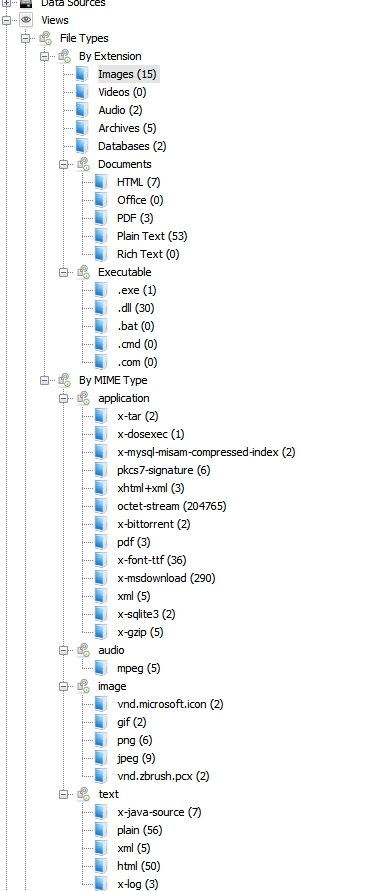 Data Sources
Views
File Types
By Extension
Images (15)
Videos (0)
Audio (2)
Archives (5)
Databases (2)
Documents
HTML (7)
Office (0)
PDF (3)
Plain Text (53)
Rich Text (0)
Executable
.exe (1)
.dll (30)
.bat (0)
.cmd (0)
.com (0)
By MIME Type
application
x-tar (2)
x-dosexec (1)
x-mysql-misam-compressed-index (2)
pkcs7-signature (6)
xhtml+xml (3)
octet-stream (204765)
x-bittorrent (2)
pdf (3)
x-font-ttf (36)
x-msdownload (290)
xml (5)
x-sqlite3 (2)
x-gzip (5)
audio
mpeg (5)
image
vnd.microsoft.icon (2)
gif (2)
png (6)
jpeg (9)
vnd.zbrush.pcx (2)
text
x-java-source (7)
plain (56)
xml (5)
html (50)
x-log (3)